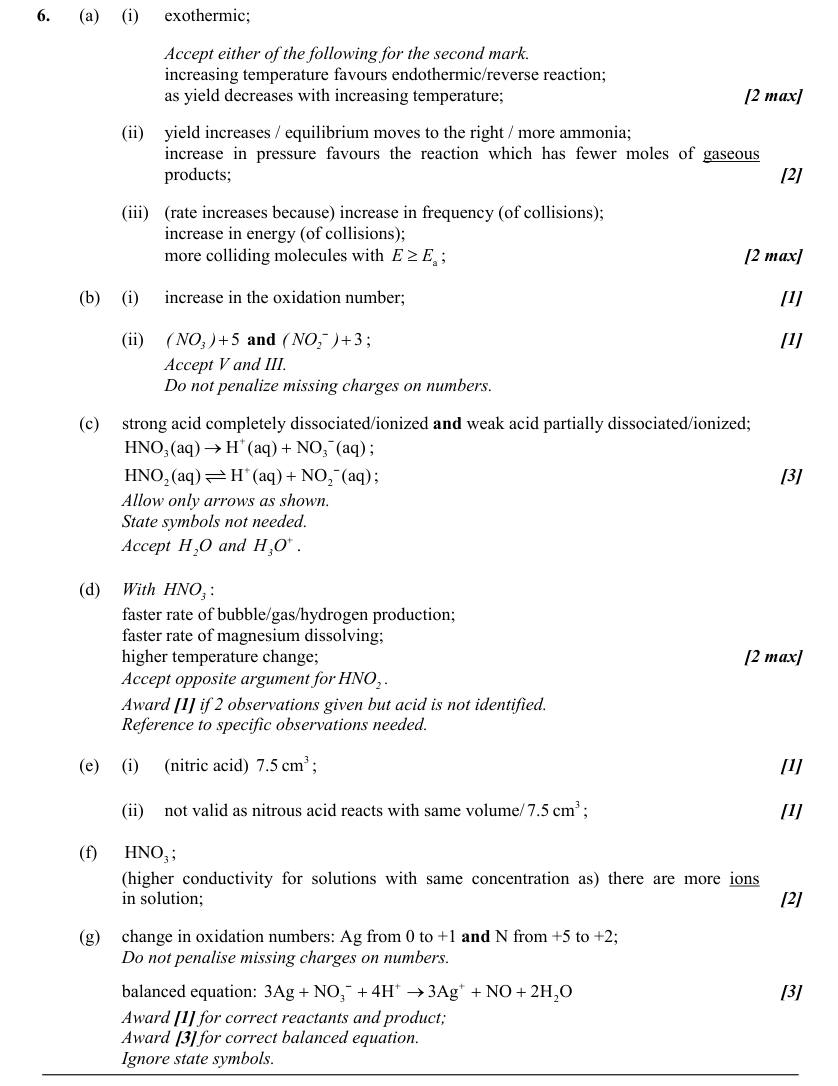 6. (a) (i) exothermic;
Accept either of the following for the second mark.
increasing temperature favours endothermic/reverse reaction;
as yield decreases with increasing temperature; [2 max]
(ii) yield increases / equilibrium moves to the right / more ammonia;
increase in pressure favours the reaction which has fewer moles of gaseous
products; [2]
(iii) (rate increases because) increase in frequency (of collisions);
increase in energy (of collisions);
more colliding molecules with E ≥ Eₐ; [2 max]
(b) (i) increase in the oxidation number; [1]
(ii) (NO₃)+5 and (NO₂⁻)+3; [1]
Accept V and III.
Do not penalize missing charges on numbers.
(c) strong acid completely dissociated/ionized and weak acid partially dissociated/ionized;
HNO₃(aq) → H⁺(aq) + NO₃⁻(aq);
HNO₂(aq) ⇌ H⁺(aq) + NO₂⁻(aq); [3]
Allow only arrows as shown.
State symbols not needed.
Accept H₂O and H₃O⁺.
(d) With HNO₃:
faster rate of bubble/gas/hydrogen production;
faster rate of magnesium dissolving;
higher temperature change; [2 max]
Accept opposite argument for HNO₂.
Award [1] if 2 observations given but acid is not identified.
Reference to specific observations needed.
(e) (i) (nitric acid) 7.5 cm³; [1]
(ii) not valid as nitrous acid reacts with same volume/7.5 cm³; [1]
(f) HNO₃;
(higher conductivity for solutions with same concentration as) there are more ions
in solution; [2]
(g) change in oxidation numbers: Ag from 0 to +1 and N from +5 to +2;
Do not penalise missing charges on numbers.
balanced equation: 3Ag + NO₃⁻ + 4H⁺ → 3Ag⁺ + NO + 2H₂O [3]
Award [1] for correct reactants and product;
Award [3] for correct balanced equation.
Ignore state symbols.